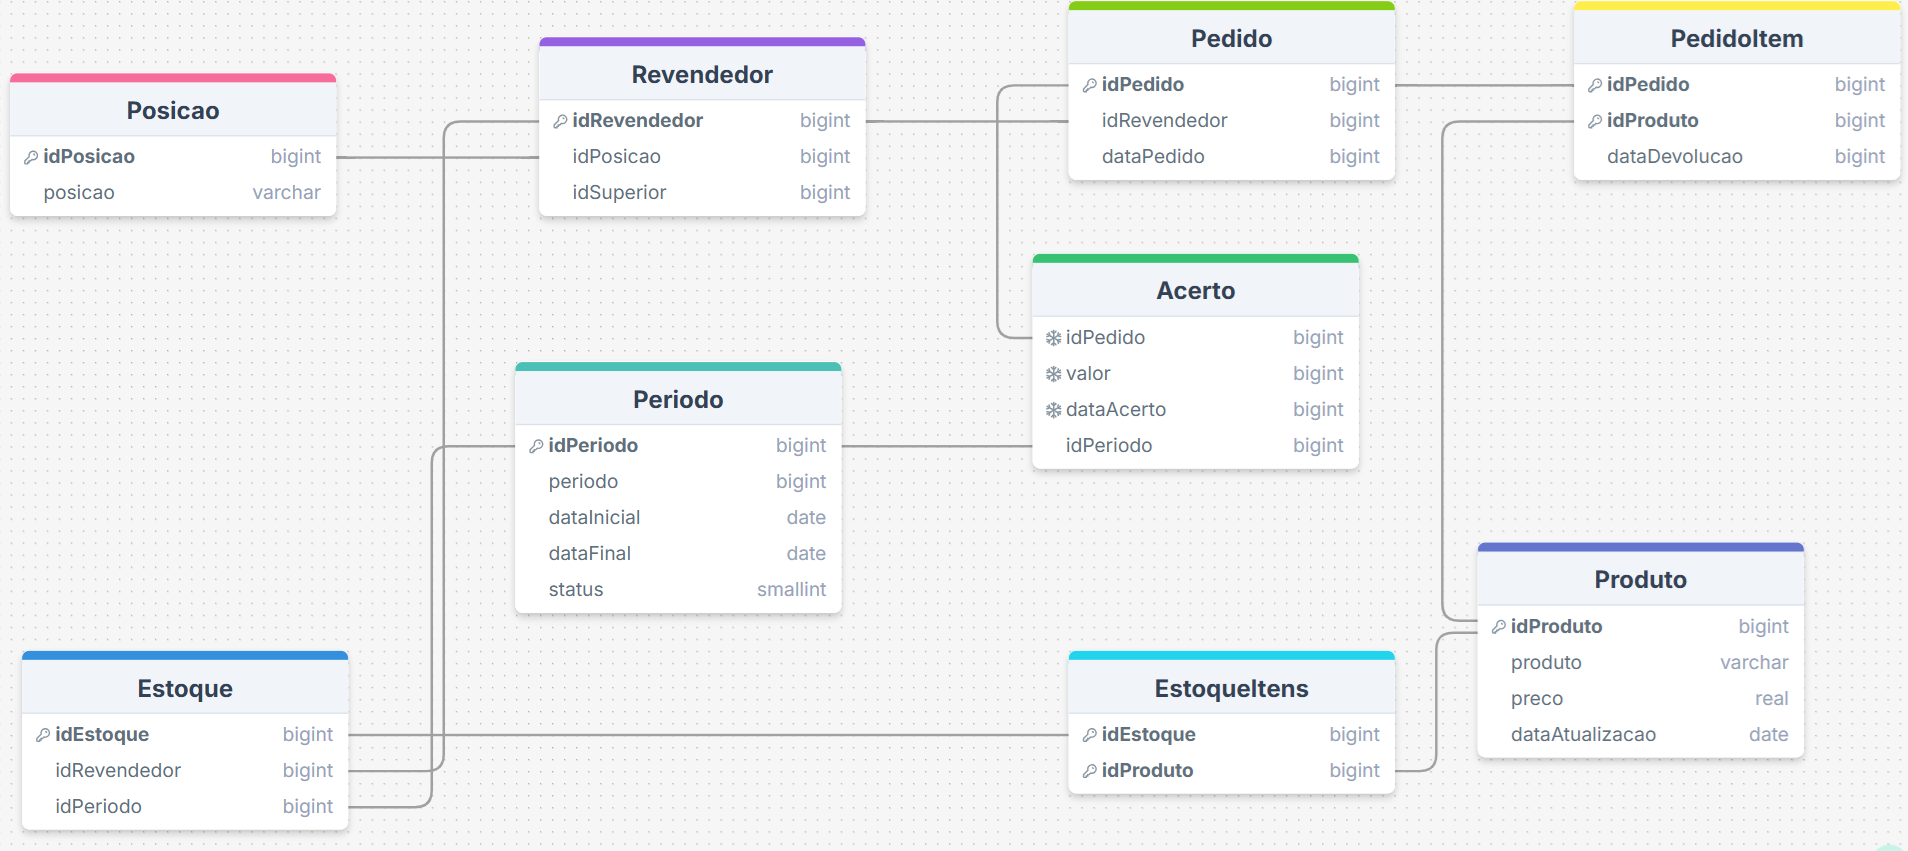 Posicao
idPosicao bigint
posicao varchar
Revendedor
idRevendedor bigint
idPosicao bigint
idSuperior bigint
Pedido
idPedido bigint
idRevendedor bigint
dataPedido bigint
PedidoItem
idPedido bigint
idProduto bigint
dataDevolucao bigint
Acerto
idPedido bigint
valor bigint
dataAcerto bigint
idPeriodo bigint
Periodo
idPeriodo bigint
periodo bigint
dataInicial date
dataFinal date
status smallint
Produto
idProduto bigint
produto varchar
preco real
dataAtualizacao date
Estoque
idEstoque bigint
idRevendedor bigint
idPeriodo bigint
EstoqueItens
idEstoque bigint
idProduto bigint